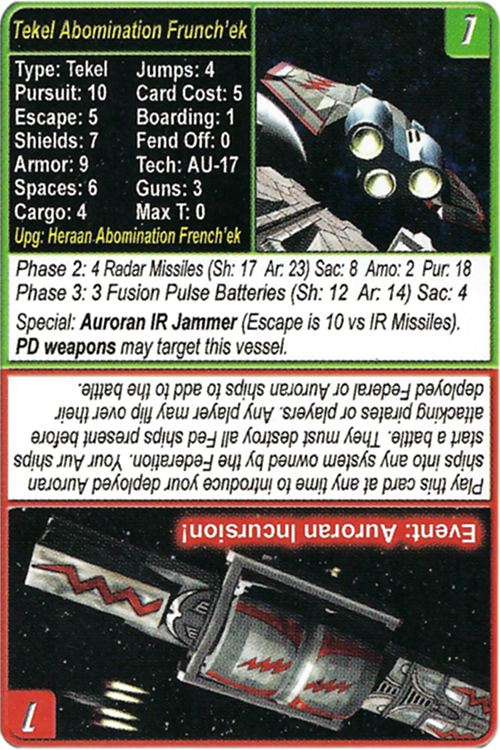 Tekel Abomination Frunch'ek
1
Type: Tekel Jumps: 4
Pursuit: 10 Card Cost: 5
Escape: 5 Boarding: 1
Shields: 7 Fend Off: 0
Armor: 9 Tech: AU-17
Spaces: 6 Guns: 3
Cargo: 4 Max T: 0
Upg: Heraan Abomination French'ek
Phase 2: 4 Radar Missiles (Sh: 17 Ar: 23) Sac: 8 Amo: 2 Pur: 18
Phase 3: 3 Fusion Pulse Batteries (Sh: 12 Ar: 14) Sac: 4
Special: Auroran IR Jammer (Escape is 10 vs IR Missiles).
PD weapons may target this vessel.
1
Event: Auroran Incursion!
Play this card at any time to introduce your deployed Auroran
ships into any system owned by the Federation. Your Aur ships
start a battle. They must destroy all Fed ships present before
attacking pirates or players. Any player may flip over their
deployed Federal or Auroran ships to add to the battle.